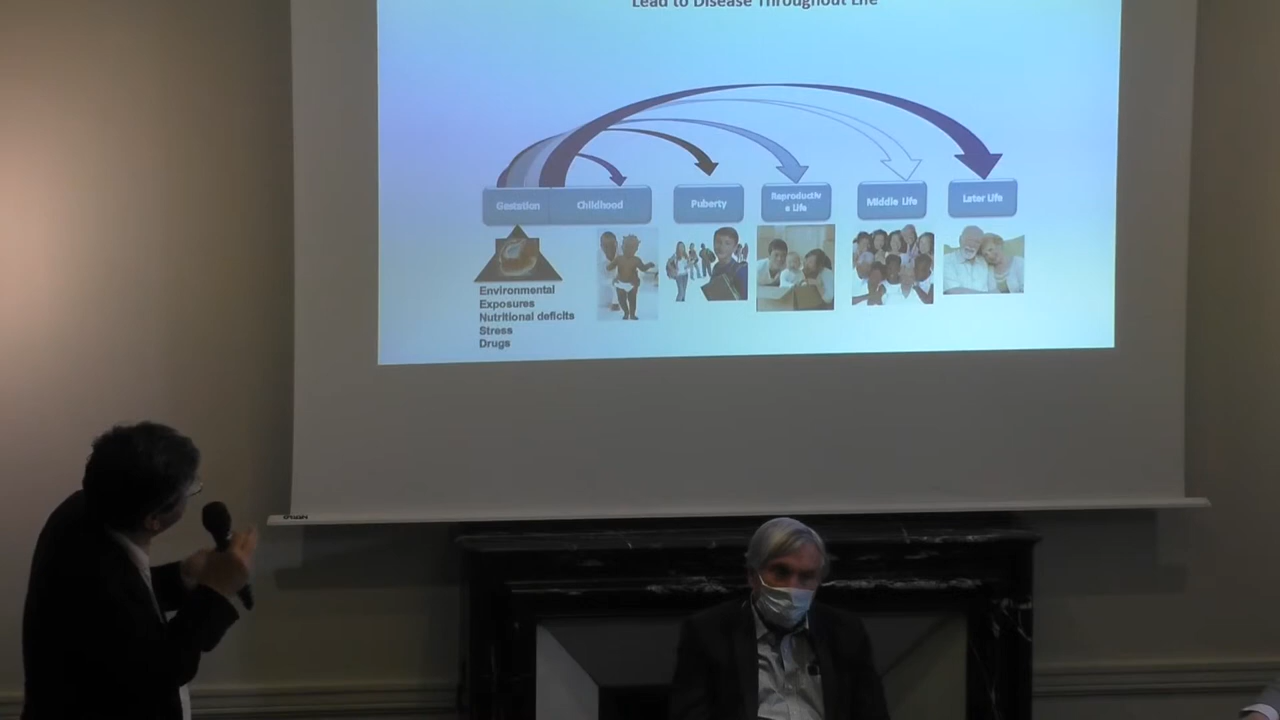 Lead to Disease Throughout Life
Gestation
Childhood
Puberty
Reproductiv
e Life
Middle Life
Later Life
Environmental
Exposures
Nutritional deficits
Stress
Drugs